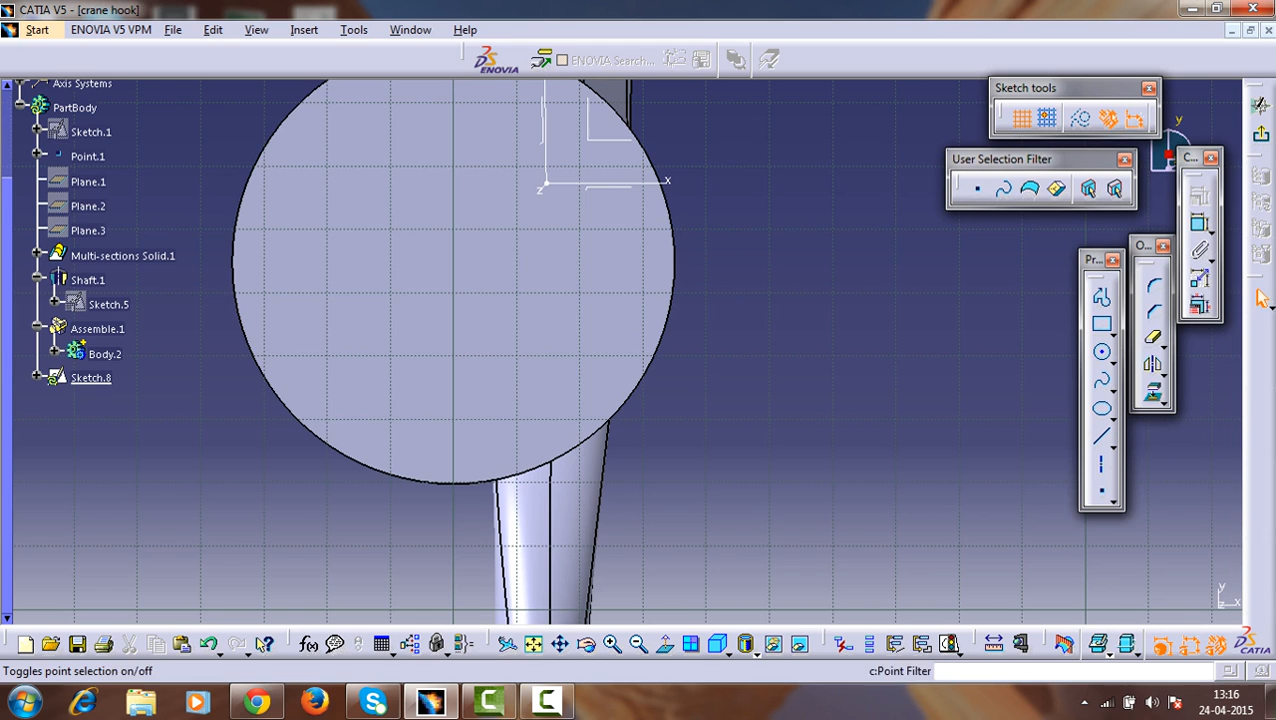 CATIA V5 - [crane hook]
Start ENOVIA V5 VPM File Edit View Insert Tools Window Help
ENOVIA
ENOVIA Search...
Axis Systems
PartBody
Sketch.1
Point.1
Plane.1
Plane.2
Plane.3
Multi-sections Solid.1
Shaft.1
Sketch.5
Assemble.1
Body.2
Sketch.8
x
z
Sketch tools
User Selection Filter
y
C...
Pr...
O...
y
z x
f(x)
CATIA
Toggles point selection on/off
c:Point Filter
13:16
24-04-2015